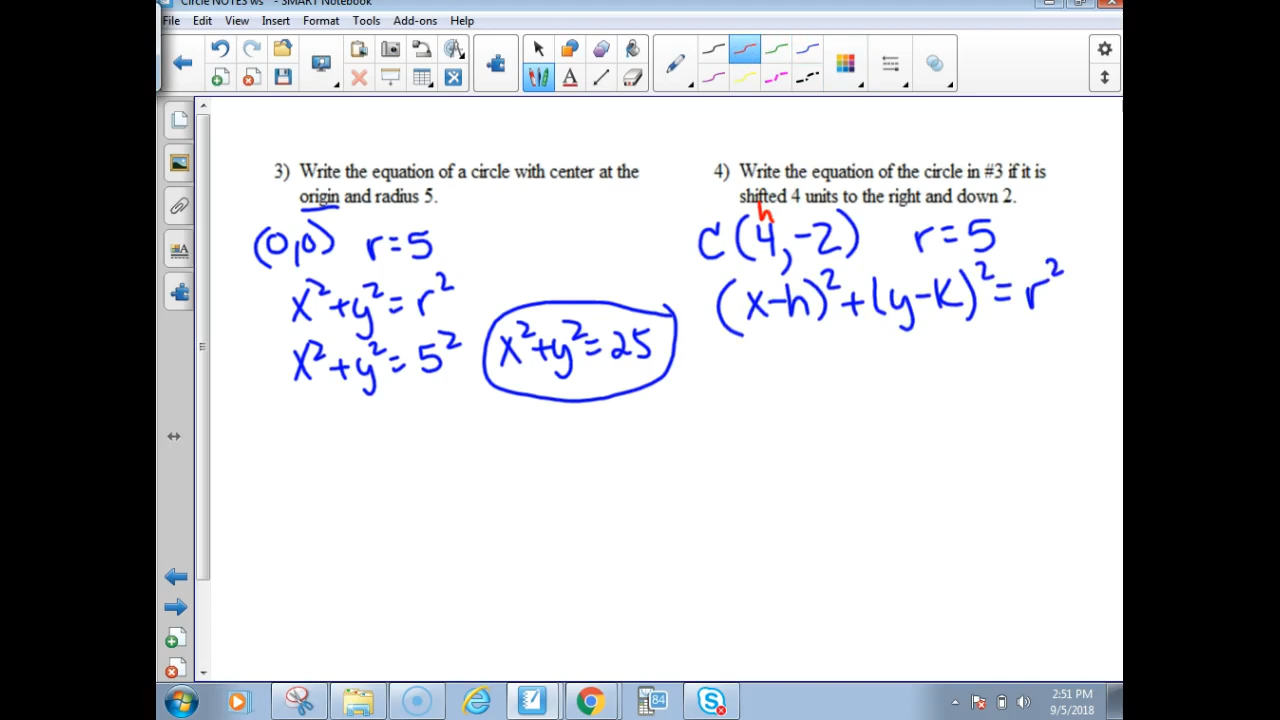 Circle NOTES ws * - SMART Notebook
File Edit View Insert Format Tools Add-ons Help
3) Write the equation of a circle with center at the
origin and radius 5.
(0,0) r=5
x²+y²=r²
x²+y²=5²
x²+y²=25
4) Write the equation of the circle in #3 if it is
shifted 4 units to the right and down 2.
h
C(4,-2) r=5
(x-h)²+(y-k)²=r²
84
2:51 PM
9/5/2018